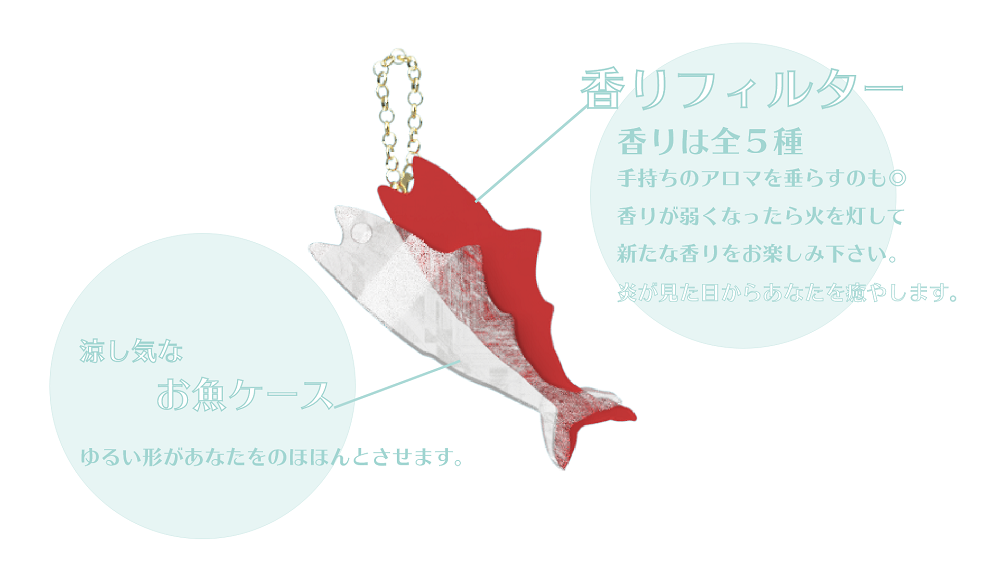 香りフィルター
香りは全５種
手持ちのアロマを垂らすのも◎
香りが弱くなったら火を灯して
新たな香りをお楽しみ下さい。
炎が見た目からあなたを癒やします。
涼し気な
お魚ケース
ゆるい形があなたをのほほんとさせます。